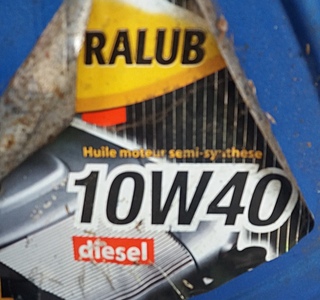 RALUB
Huile moteur semi-synthèse
10W40
diesel